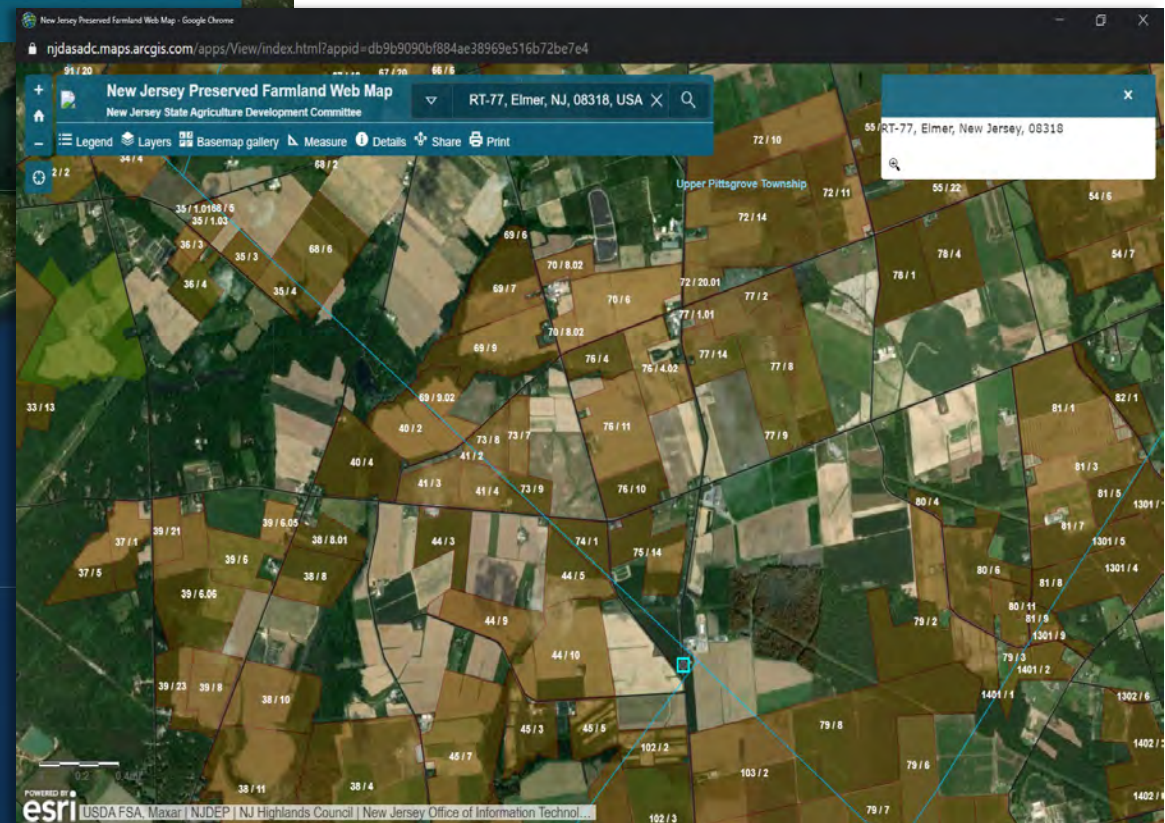 New Jersey Preserved Farmland Web Map - Google Chrome
njdasadc.maps.arcgis.com/apps/View/index.html?appid=db9b9090bf884ae38969e516b72be7e4
New Jersey Preserved Farmland Web Map
New Jersey State Agriculture Development Committee
RT-77, Elmer, NJ, 08318, USA
Legend Layers Basemap gallery Measure Details Share Print
RT-77, Elmer, New Jersey, 08318
91 / 20
67 / 20
66 / 5
34 / 4
2 / 2
68 / 2
72 / 10
55 /
Upper Pittsgrove Township
72 / 11
55 / 22
54 / 6
35 / 1.01
68 / 5
35 / 1.03
72 / 14
69 / 6
36 / 3
35 / 3
68 / 6
78 / 4
54 / 7
70 / 8.02
78 / 1
36 / 4
35 / 4
69 / 7
70 / 6
72 / 20.01
77 / 2
77 / 1.01
70 / 8.02
69 / 9
76 / 4
76 / 4.02
77 / 14
77 / 8
69 / 9.02
82 / 1
33 / 13
81 / 1
40 / 2
73 / 8
73 / 7
76 / 11
77 / 9
41 / 2
40 / 4
81 / 3
41 / 3
41 / 4
73 / 9
76 / 10
81 / 5
80 / 4
1301 /
39 / 21
39 / 6.05
81 / 7
37 / 1
38 / 8.01
44 / 3
74 / 1
1301 / 5
39 / 6
75 / 14
37 / 5
38 / 8
44 / 5
80 / 6
1301 / 4
81 / 8
39 / 6.06
80 / 11
81 / 9
44 / 9
79 / 2
1301 / 9
44 / 10
79 / 3
1401 / 2
39 / 23
39 / 8
38 / 10
1401 / 1
1302 / 6
45 / 3
45 / 5
79 / 8
102 / 2
1402 /
45 / 7
79 / 6
103 / 2
0 0.2 0.4mi
38 / 11
38 / 4
1402 /
79 / 7
102 / 3
POWERED BY
esri
USDA FSA, Maxar | NJDEP | NJ Highlands Council | New Jersey Office of Information Technol...